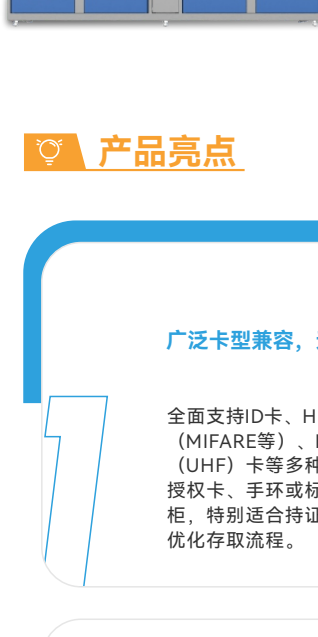 产品亮点
广泛卡型兼容，
1
全面支持ID卡、H
（MIFARE等）、
（UHF）卡等多种
授权卡、手环或标
柜，特别适合持证
优化存取流程。